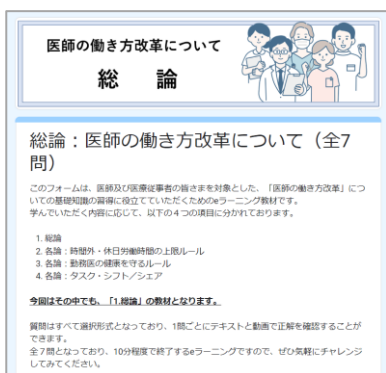 医師の働き方改革について
総 論
総論：医師の働き方改革について（全7
問）
このフォームは、医師及び医療従事者の皆さまを対象とした、「医師の働き方改革」につ
いての基礎知識の習得に役立てていただくためのeラーニング教材です。
学んでいただく内容に応じて、以下の４つの項目に分かれております。
1. 総論
2. 各論：時間外・休日労働時間の上限ルール
3. 各論：勤務医の健康を守るルール
4. 各論：タスク・シフト／シェア
今回はその中でも、「1.総論」の教材となります。
質問はすべて選択形式となっており、1問ごとにテキストと動画で正解を確認することが
できます。
全７問となっており、10分程度で終了するeラーニングですので、ぜひ気軽にチャレンジ
してみてください。